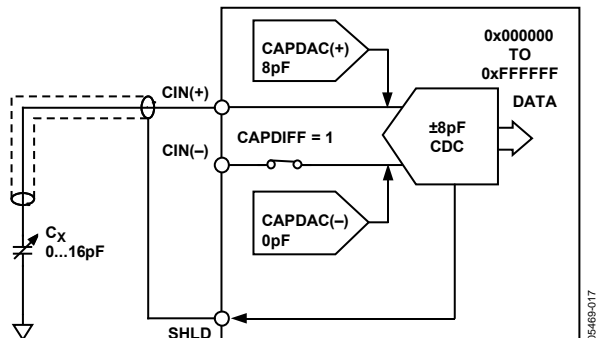 CAPDAC(+)
8pF
0x000000
TO
0xFFFFFF
DATA
CIN(+)
CIN(–)
CAPDIFF = 1
±8pF
CDC
CAPDAC(–)
0pF
CX
0...16pF
SHLD
05469-017